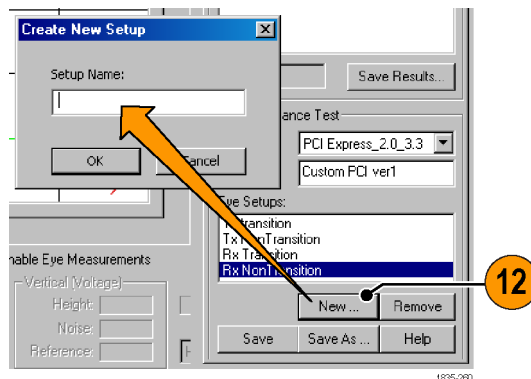 Create New Setup
Setup Name:
OK
Save Results...
ance Test
PCI Express_2.0_3.3
Custom PCI ver1
Eye Setups:
Tx NonTransition
Rx Transition
Rx NonTransition
New ...
Remove
Save
Save As ...
Help
12
nable Eye Measurements
Vertical (Voltage)
Height:
Noise:
Reference:
1835-260